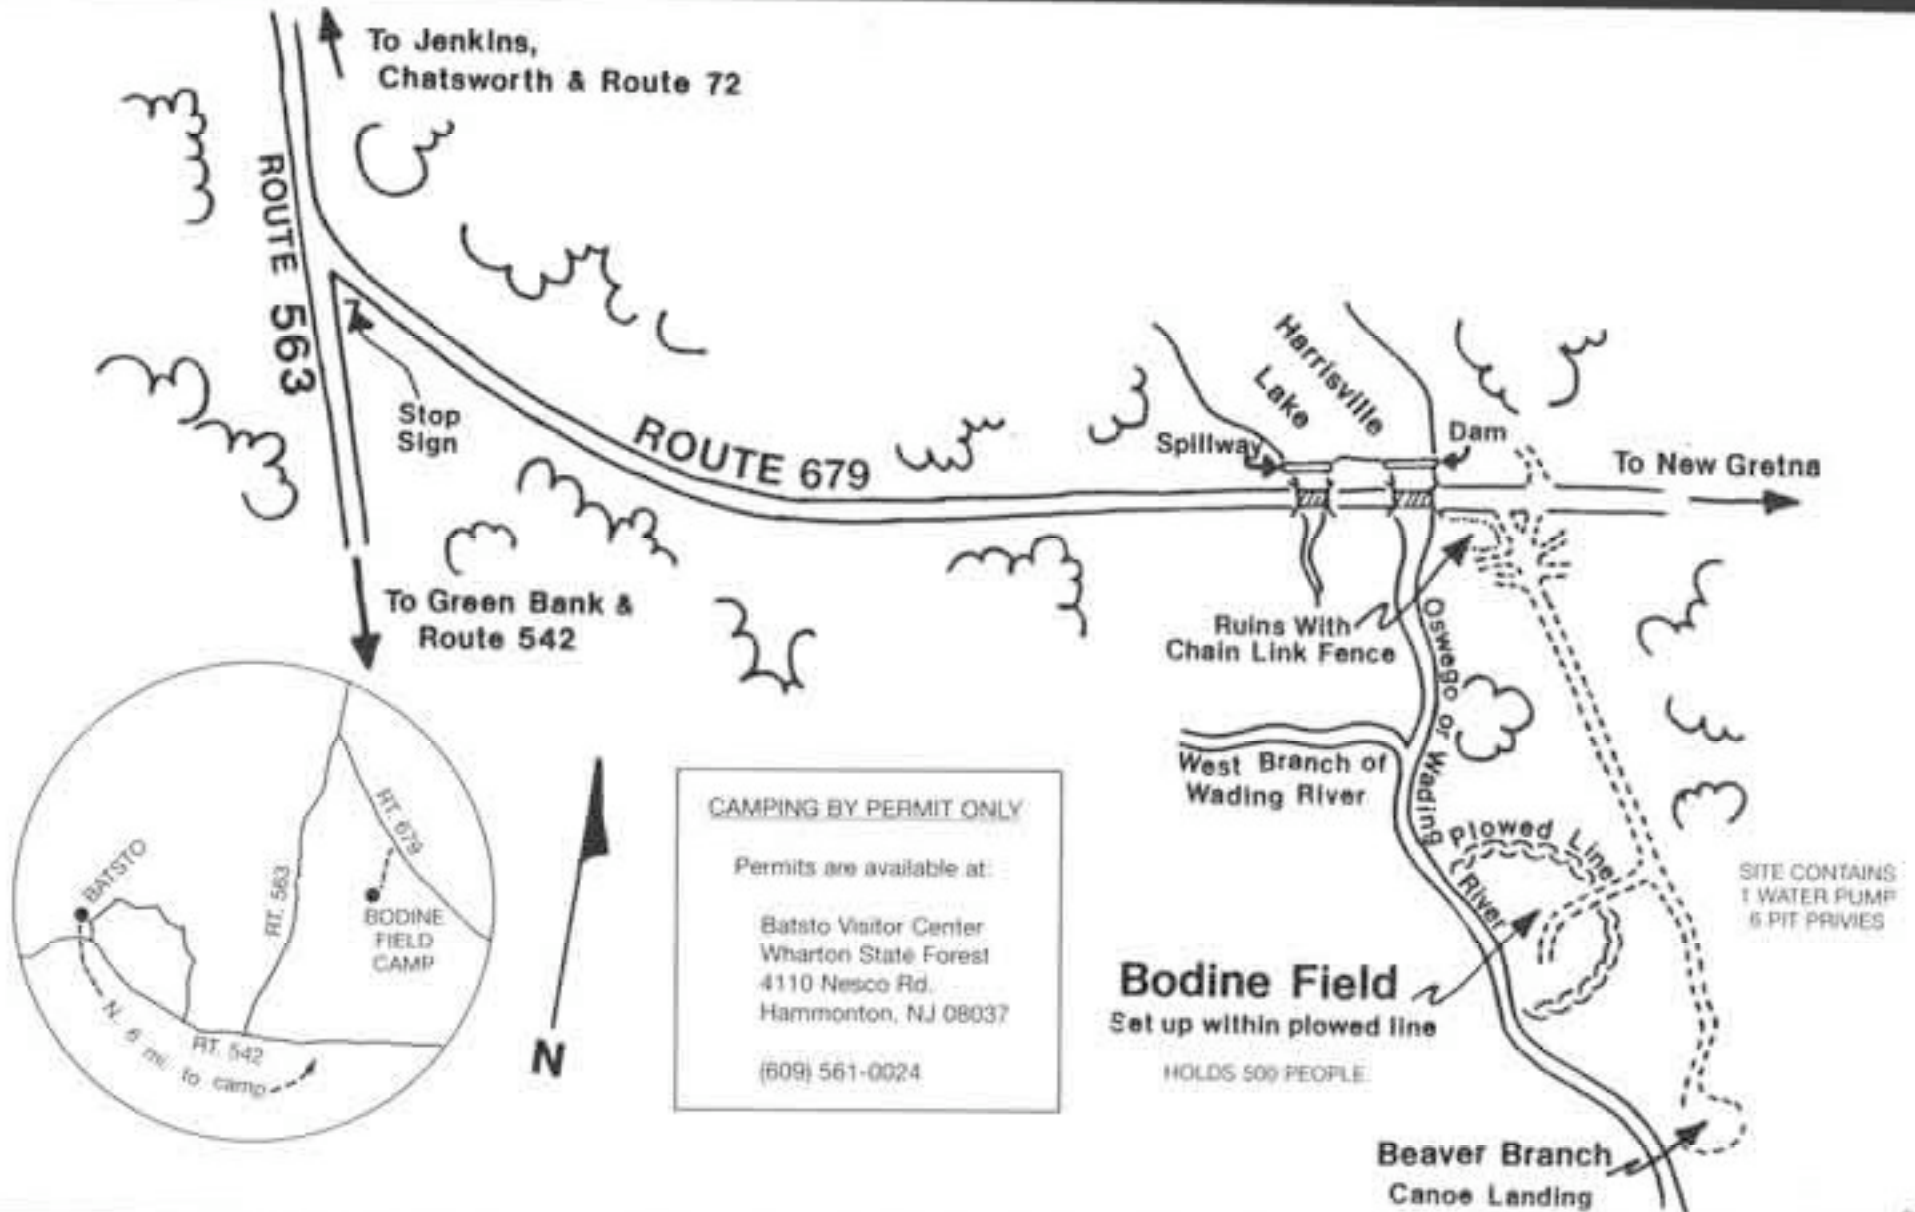 To Jenkins,
Chatsworth & Route 72
ROUTE 563
Stop
Sign
ROUTE 679
Harrisville
Lake
Spillway
Dam
To New Gretna
To Green Bank &
Route 542
Ruins With
Chain Link Fence
Oswego or Wading River
West Branch of
Wading River
Plowed Line
SITE CONTAINS
1 WATER PUMP
6 PIT PRIVIES
Bodine Field
Set up within plowed line
HOLDS 500 PEOPLE.
Beaver Branch
Canoe Landing
RT. 679
BATSTO
RT. 563
BODINE
FIELD
CAMP
RT. 542
N. 6 mi. to camp
N
CAMPING BY PERMIT ONLY
Permits are available at:
Batsto Visitor Center
Wharton State Forest
4110 Nesco Rd.
Hammonton, NJ 08037
(609) 561-0024